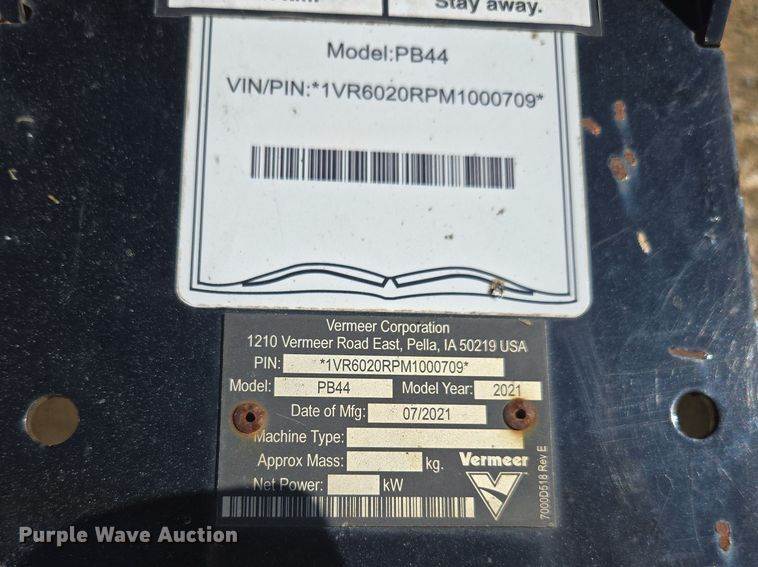 Stay away.
Model:PB44
VIN/PIN:*1VR6020RPM1000709*
Vermeer Corporation
1210 Vermeer Road East, Pella, IA 50219 USA
PIN: *1VR6020RPM1000709*
Model: PB44 Model Year: 2021
Date of Mfg: 07/2021
Machine Type:
Approx Mass: kg.
Net Power: kW
Vermeer
7000D518 Rev E
Purple Wave Auction